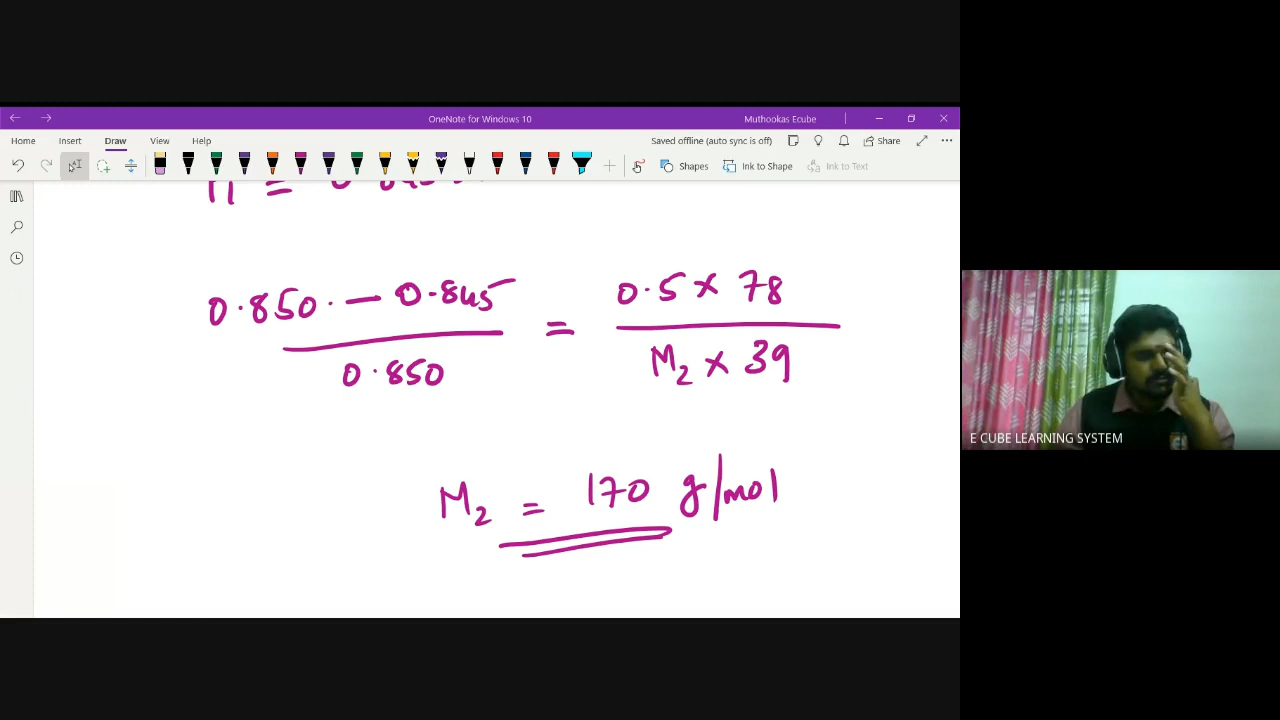 OneNote for Windows 10
Muthookas Ecube
Home Insert Draw View Help
Saved offline (auto sync is off)
Share
Shapes
Ink to Shape
Ink to Text
0.850 - 0.845 = 0.5 × 78
0.850 M2 × 39
M2 = 170 g/mol
E CUBE LEARNING SYSTEM